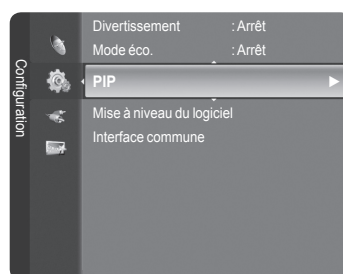 Configuration
Divertissement : Arrêt
Mode éco. : Arrêt
PIP
Mise à niveau du logiciel
Interface commune